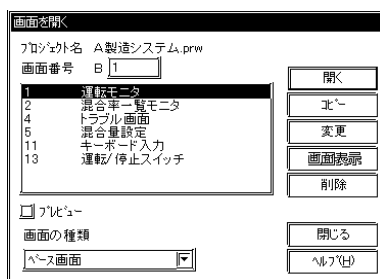 画面を開く
プロジェクト名 A製造システム.prw
画面番号 B 1
1 運転モニタ
2 混合率一覧モニタ
4 トラブル画面
5 混合量設定
11 キーボード入力
13 運転/停止スイッチ
プレビュー
画面の種類
ベース画面
開く
コピー
変更
画面表示
削除
閉じる
ヘルプ(H)